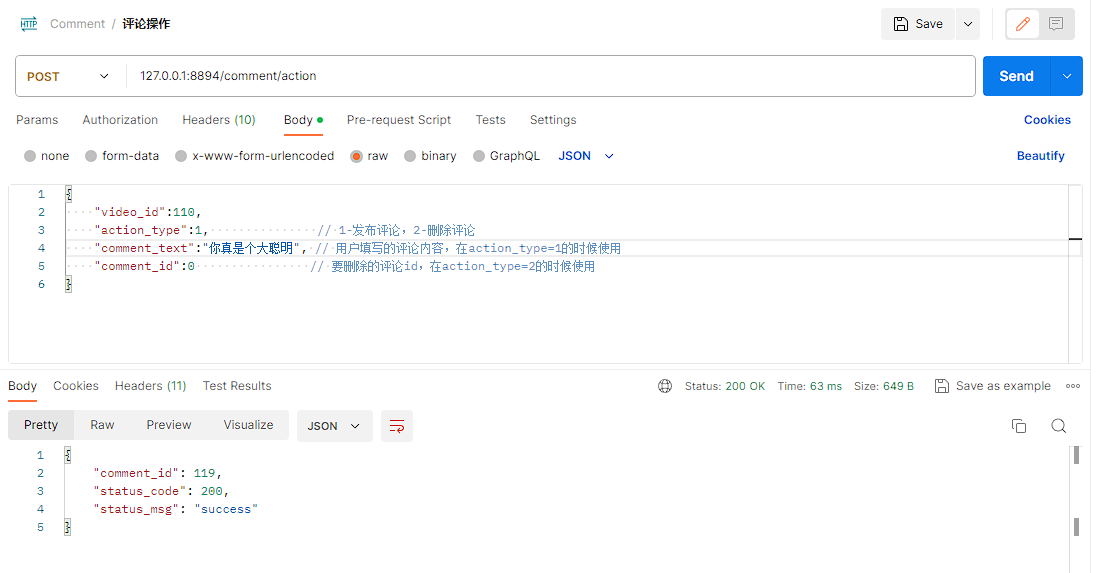 HTTP Comment / 评论操作 Save
POST 127.0.0.1:8894/comment/action Send
Params Authorization Headers (10) Body Pre-request Script Tests Settings Cookies
none form-data x-www-form-urlencoded raw binary GraphQL JSON Beautify
1 {
2 "video_id":110,
3 "action_type":1, // 1-发布评论，2-删除评论
4 "comment_text":"你真是个大聪明", // 用户填写的评论内容，在action_type=1的时候使用
5 "comment_id":0 // 要删除的评论id，在action_type=2的时候使用
6 }
Body Cookies Headers (11) Test Results Status: 200 OK Time: 63 ms Size: 649 B Save as example
Pretty Raw Preview Visualize JSON
1 {
2 "comment_id": 119,
3 "status_code": 200,
4 "status_msg": "success"
5 }